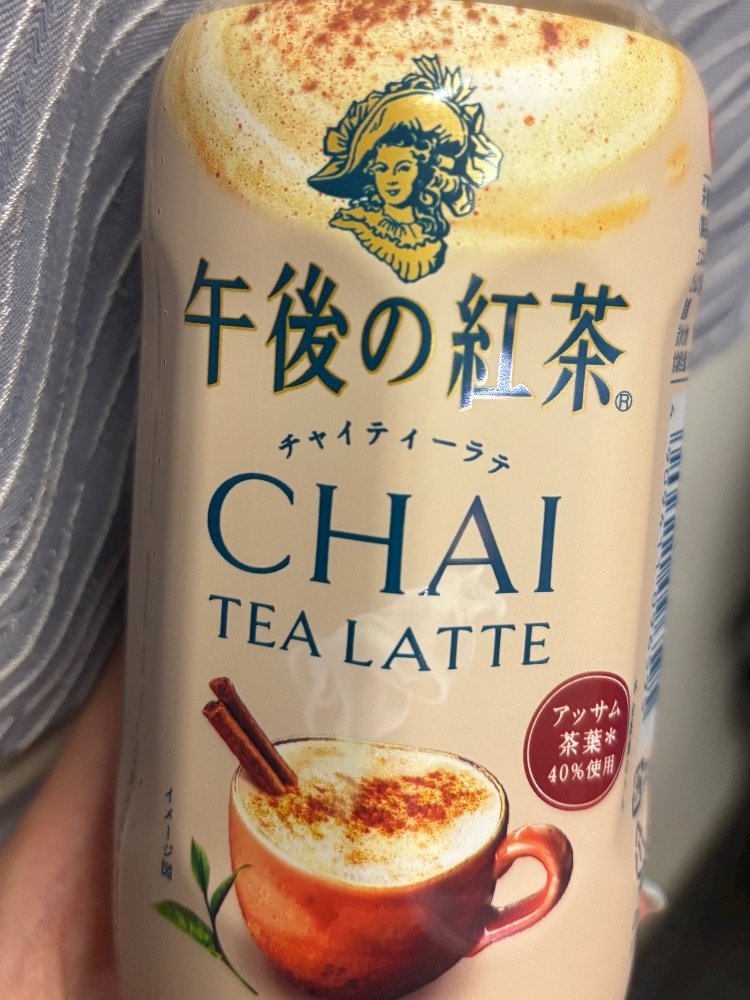 午後の紅茶®
チャイティーラテ
CHAI
TEA LATTE
アッサム
茶葉*
40%使用
イメージ図